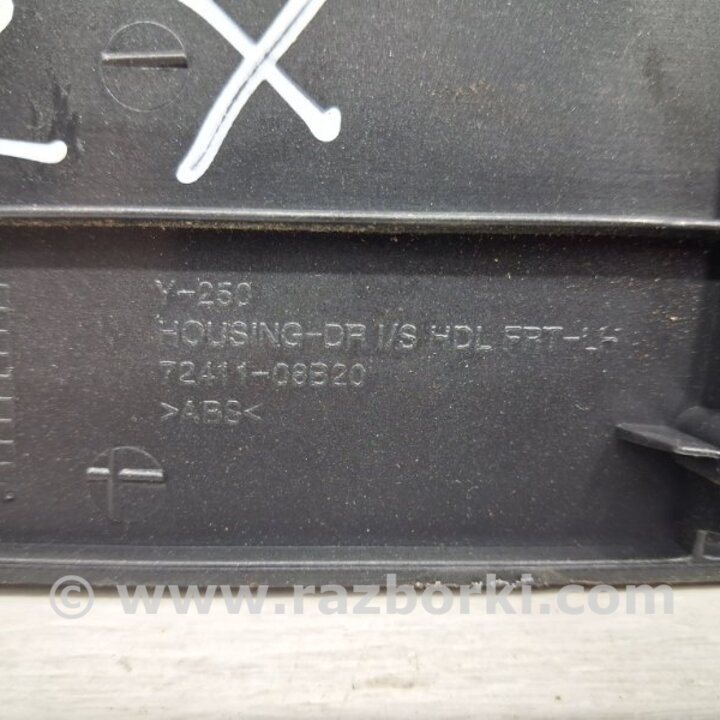 X
Y-250
HOUSING-DR I/S HDL FRT-LH
72411-08B20
>ABS<
© www.razborki.com